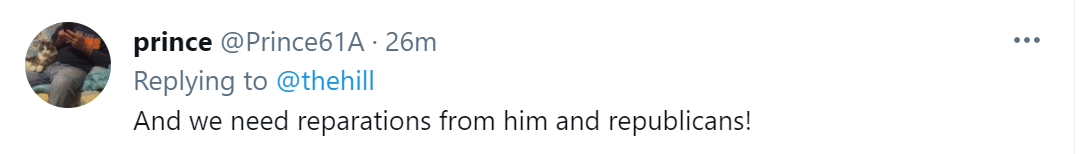 prince @Prince61A · 26m
Replying to @thehill
And we need reparations from him and republicans!